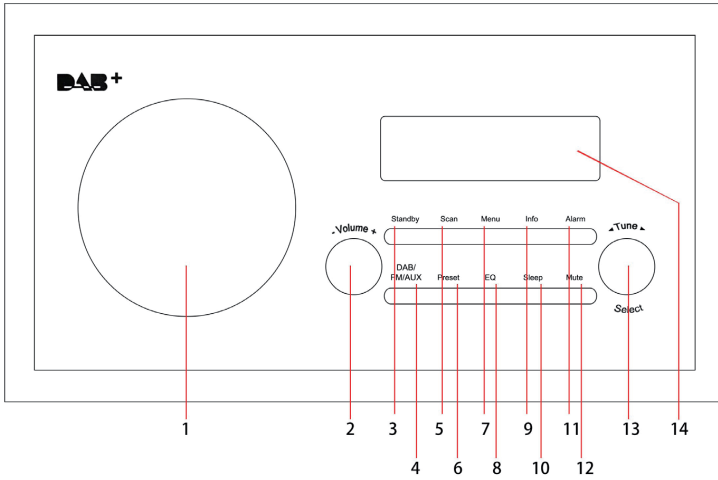 DAB+
- Volume +
Standby Scan Menu Info Alarm
◄Tune►
DAB/
FM/AUX Preset EQ Sleep Mute
Select
1 2 3 5 7 9 11 13 14
4 6 8 10 12